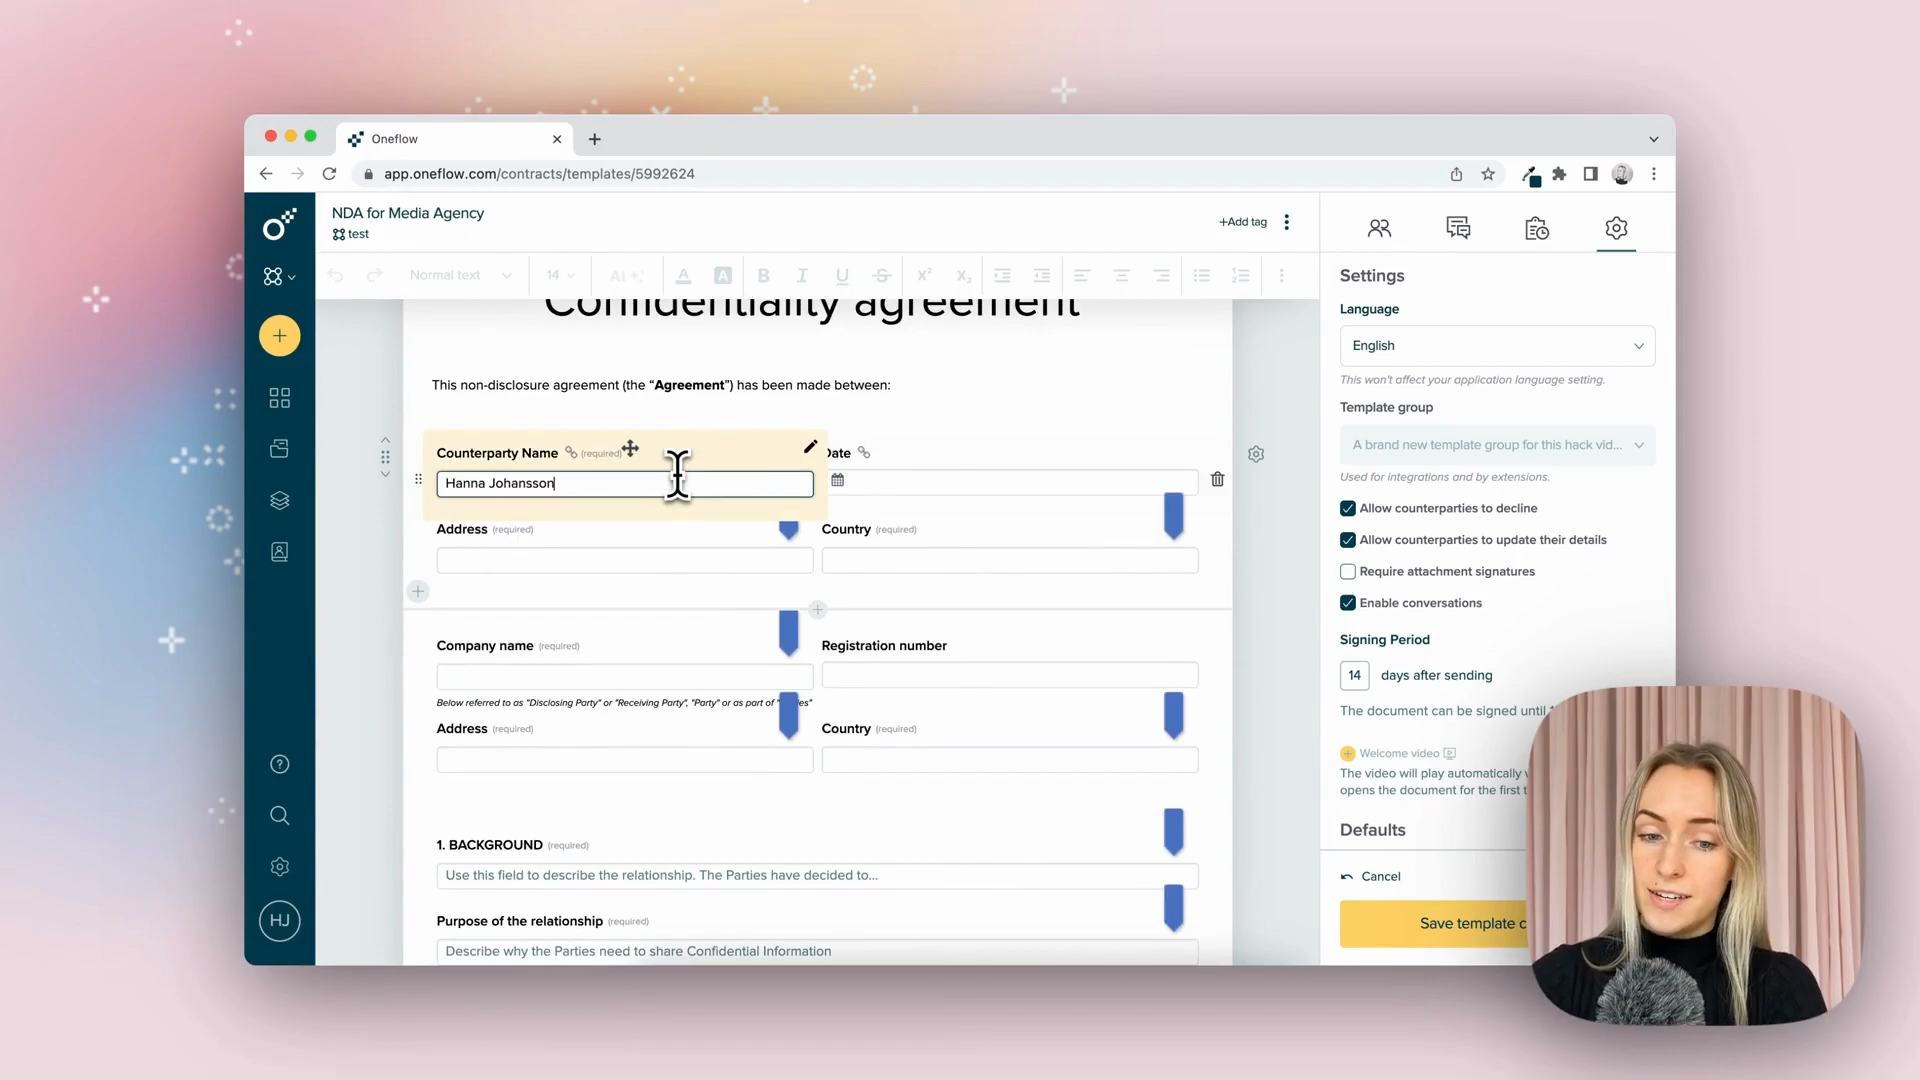 Oneflow
app.oneflow.com/contracts/templates/5992624
NDA for Media Agency
test
+Add tag
Normal text
14
AI
A
A
B
I
U
S
X²
X₂
Confidentiality agreement
This non-disclosure agreement (the “Agreement”) has been made between:
Counterparty Name (required)
Date
Hanna Johansson
Address (required)
Country (required)
Company name (required)
Registration number
Below referred to as "Disclosing Party" or "Receiving Party", "Party" or as part of
Address (required)
Country (required)
1. BACKGROUND (required)
Use this field to describe the relationship. The Parties have decided to...
Purpose of the relationship (required)
Describe why the Parties need to share Confidential Information
HJ
Settings
Language
English
This won't affect your application language setting.
Template group
A brand new template group for this hack vid...
Used for integrations and by extensions.
Allow counterparties to decline
Allow counterparties to update their details
Require attachment signatures
Enable conversations
Signing Period
14 days after sending
The document can be signed until
Welcome video
The video will play automatically
opens the document for the first
Defaults
Cancel
Save template